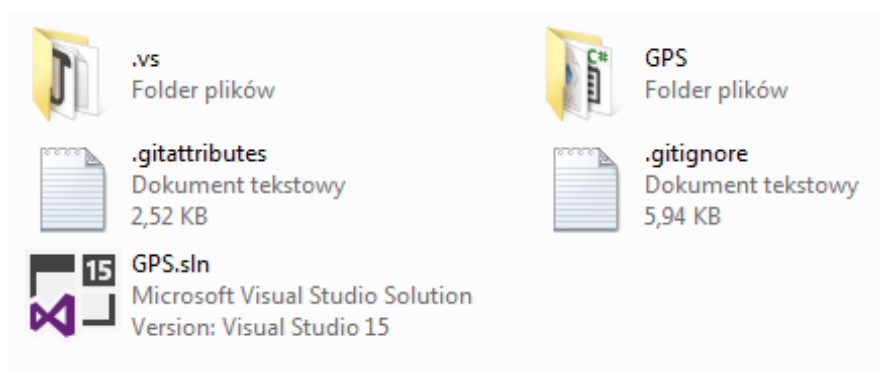 .vs
Folder plików
GPS
Folder plików
.gitattributes
Dokument tekstowy
2,52 KB
.gitignore
Dokument tekstowy
5,94 KB
15
GPS.sln
Microsoft Visual Studio Solution
Version: Visual Studio 15
C#